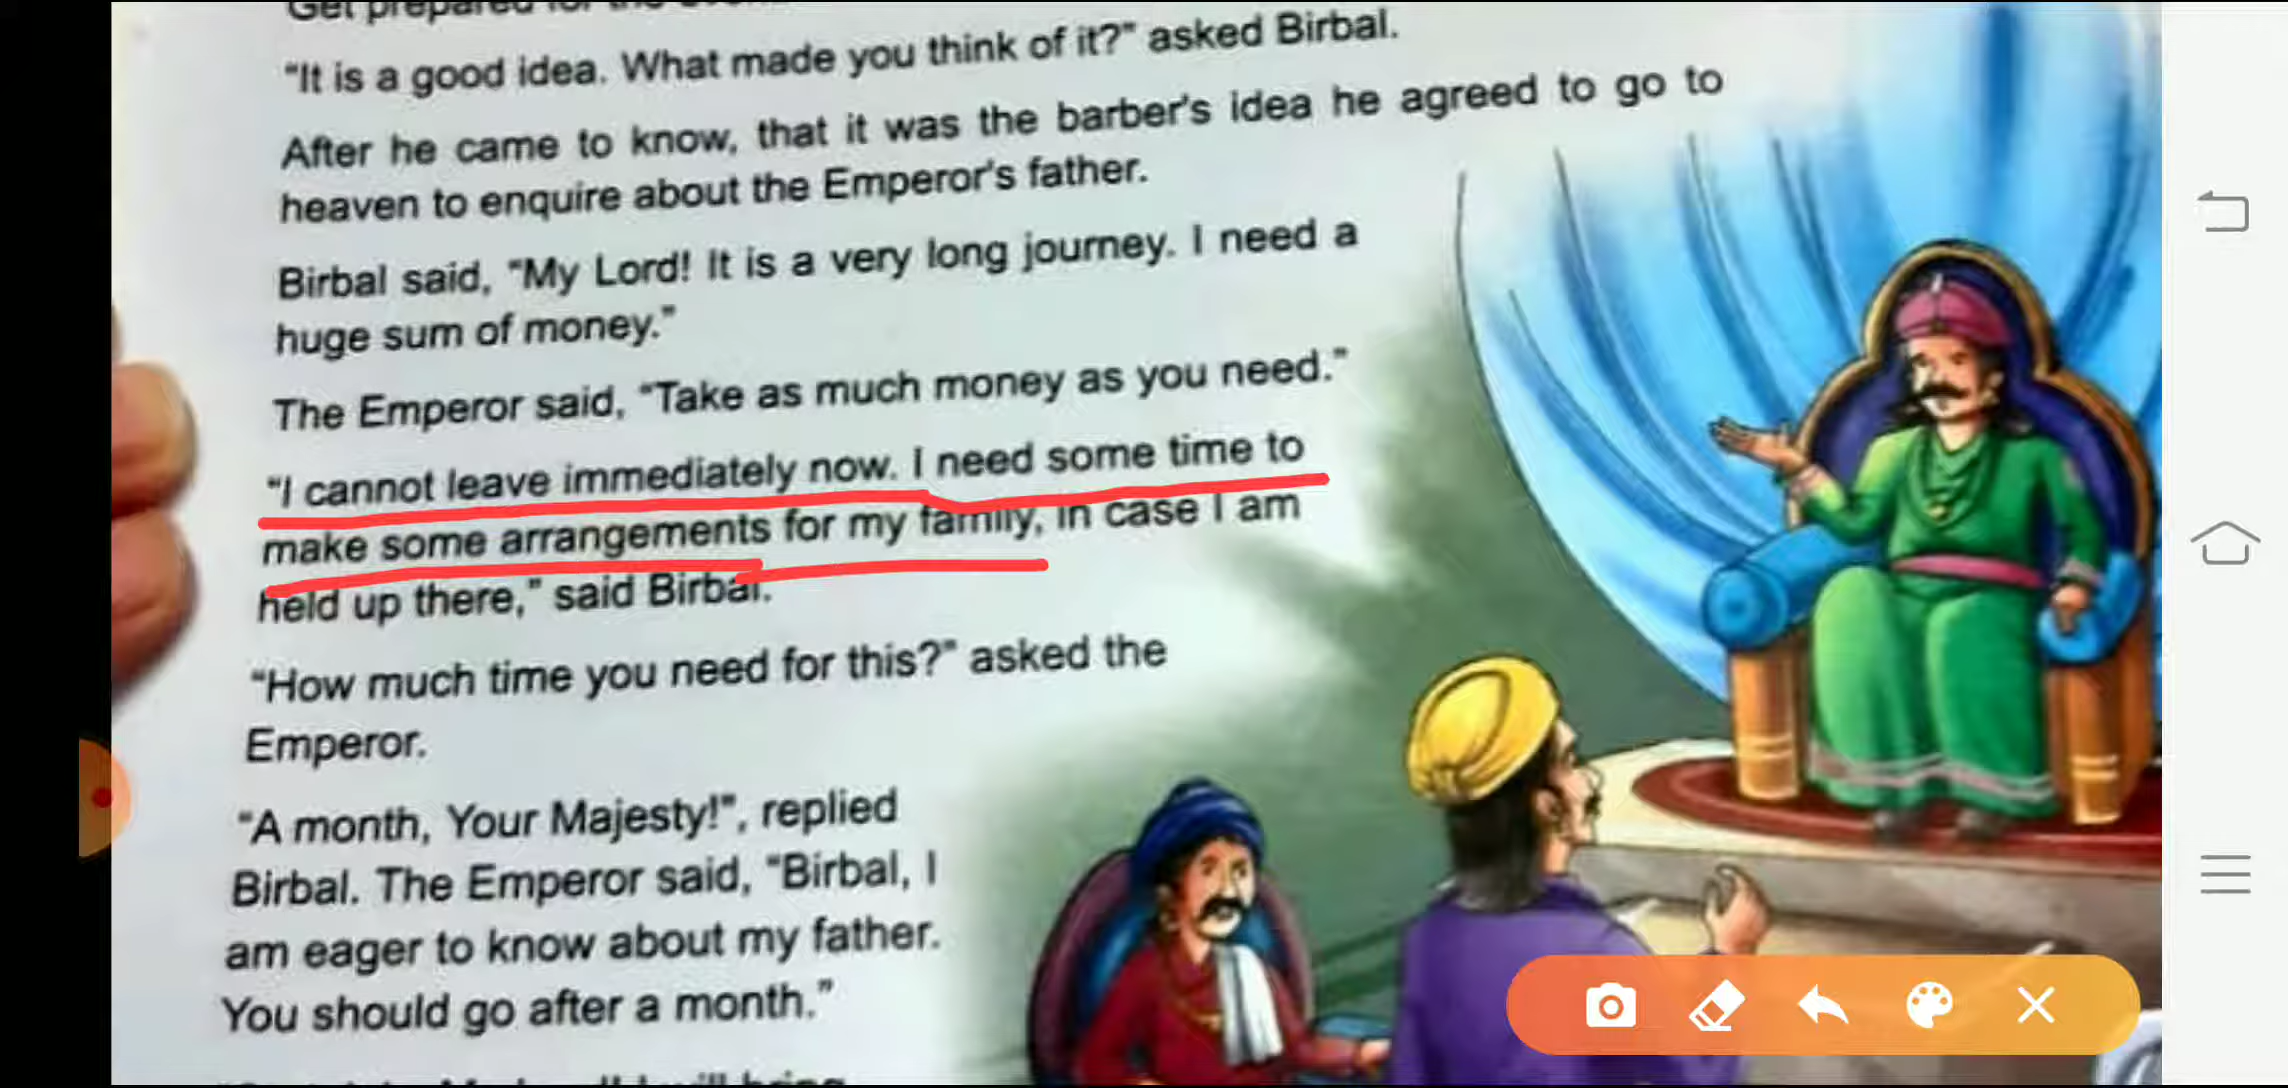 Get prepared for the
"It is a good idea. What made you think of it?" asked Birbal.
After he came to know, that it was the barber's idea he agreed to go to
heaven to enquire about the Emperor's father.
Birbal said, "My Lord! It is a very long journey. I need a
huge sum of money."
The Emperor said, "Take as much money as you need."
"I cannot leave immediately now. I need some time to
make some arrangements for my family, in case I am
held up there," said Birbal.
"How much time you need for this?" asked the
Emperor.
"A month, Your Majesty!", replied
Birbal. The Emperor said, "Birbal, I
am eager to know about my father.
You should go after a month."